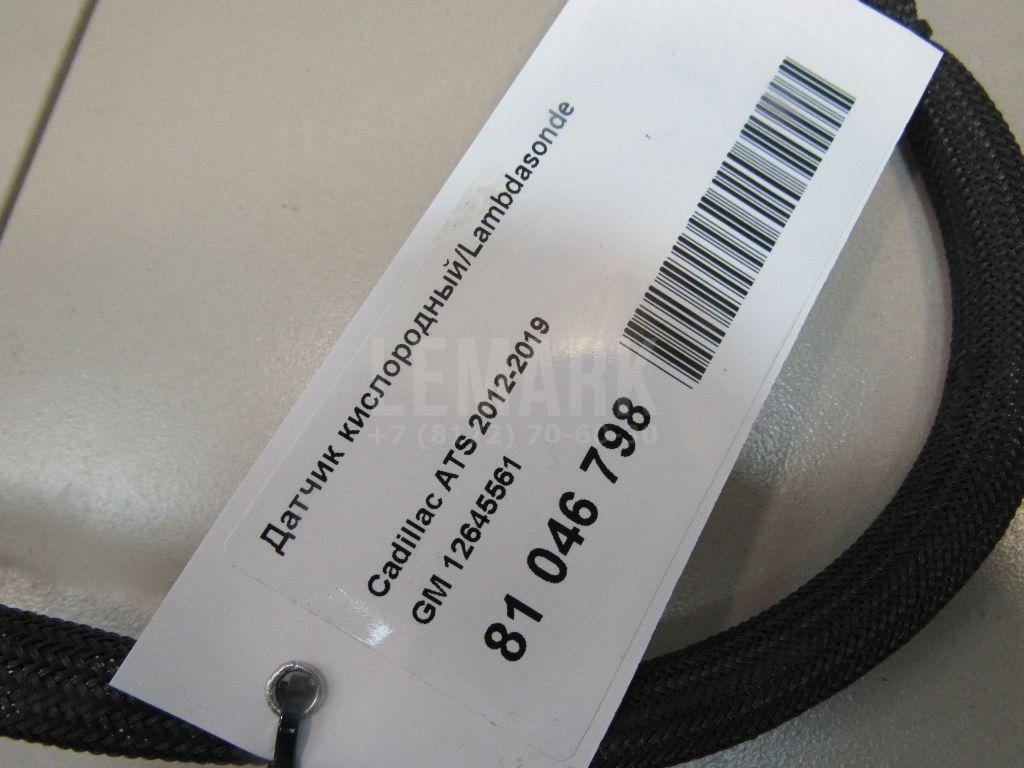 Датчик кислородный/Lambdasonde
Cadillac ATS 2012-2019
GM 12645561
81 046 798
LEMARK